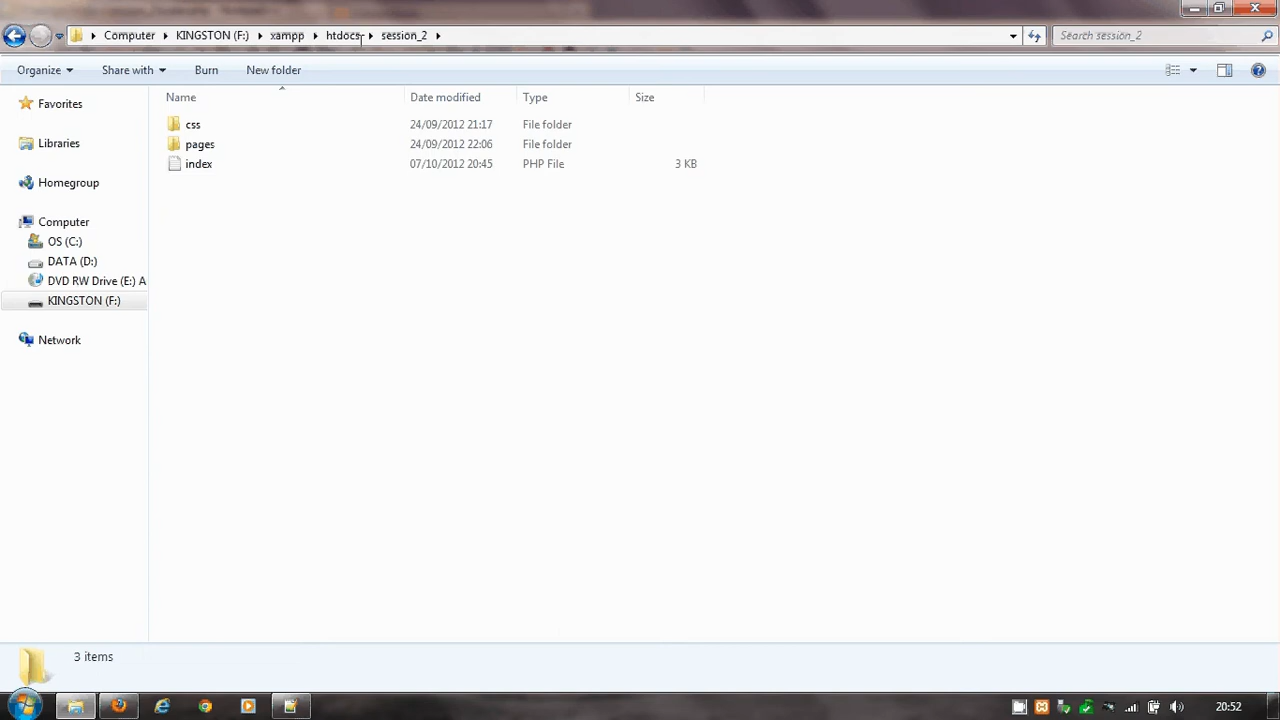 Computer KINGSTON (F:) xampp htdocs session_2 Search session_2
Organize Share with Burn New folder
Name Date modified Type Size
Favorites
Libraries
Homegroup
Computer
OS (C:)
DATA (D:)
DVD RW Drive (E:) A
KINGSTON (F:)
Network
css 24/09/2012 21:17 File folder
pages 24/09/2012 22:06 File folder
index 07/10/2012 20:45 PHP File 3 KB
3 items
20:52